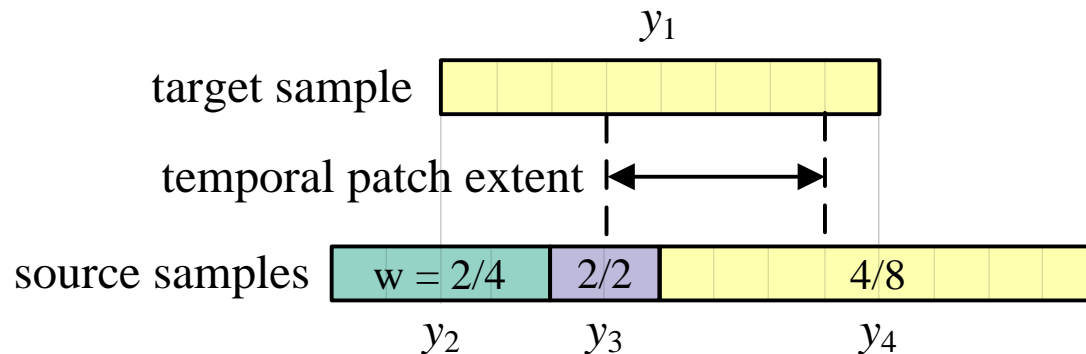 y₁
target sample
temporal patch extent
source samples w = 2/4 2/2 4/8
y₂ y₃ y₄